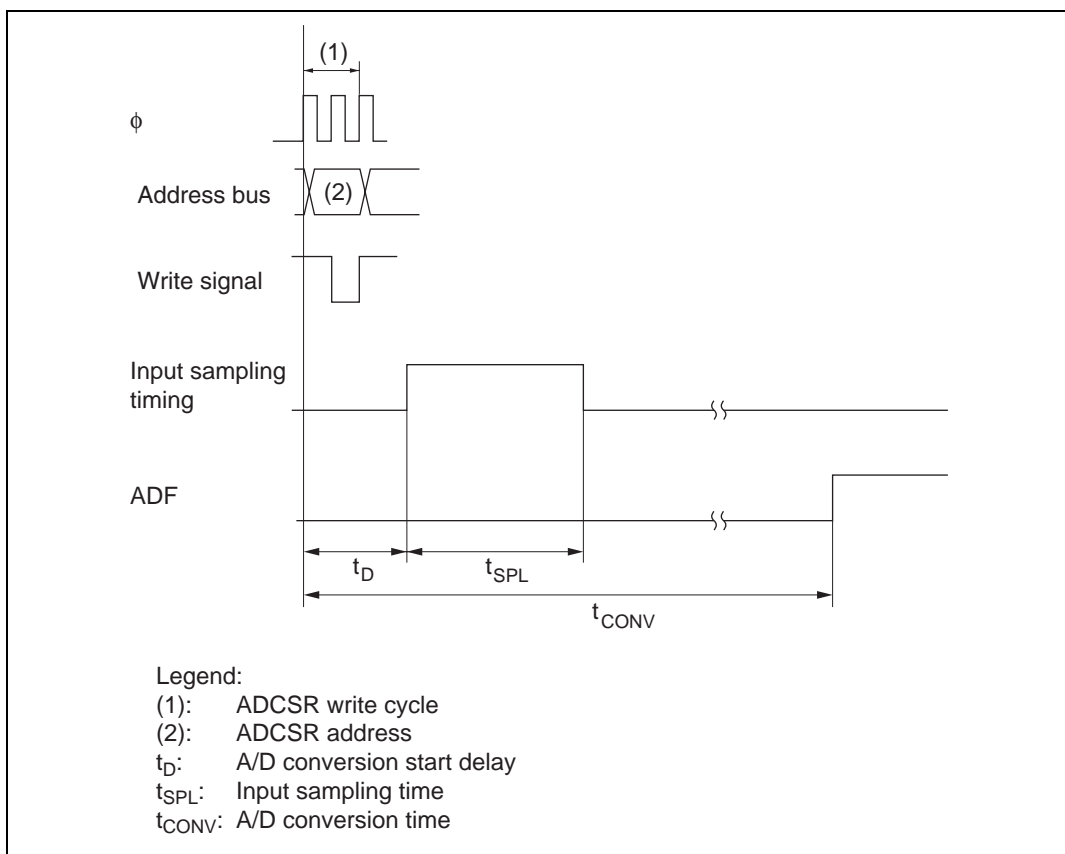 (1)
ϕ
Address bus
(2)
Write signal
Input sampling
timing
ADF
tD
tSPL
tCONV
Legend:
(1): ADCSR write cycle
(2): ADCSR address
tD: A/D conversion start delay
tSPL: Input sampling time
tCONV: A/D conversion time